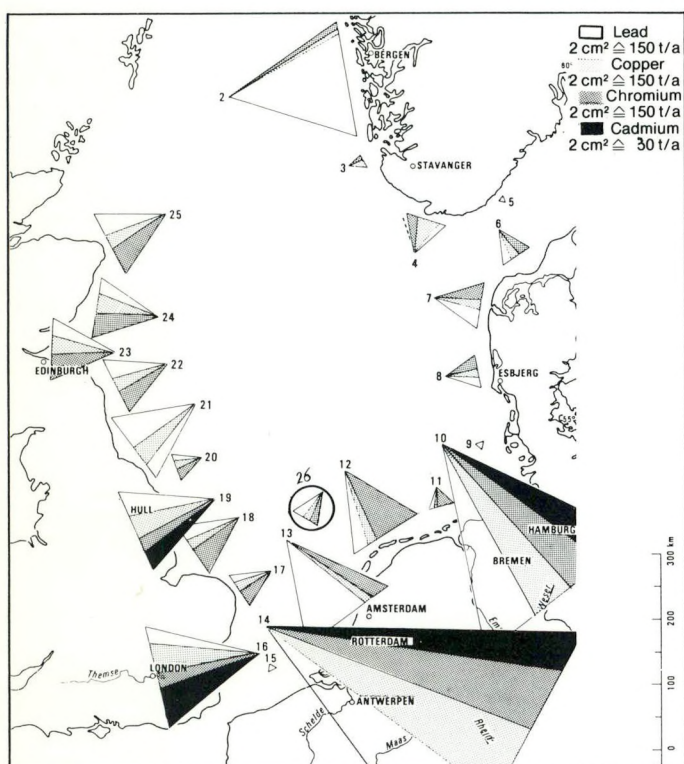 Lead
2 cm² ≙ 150 t/a
Copper
60°
2 cm² ≙ 150 t/a
Chromium
2 cm² ≙ 150 t/a
Cadmium
2 cm² ≙ 30 t/a
BERGEN
2
3
STAVANGER
5
25
6
4
7
24
23
EDINBURGH
22
8
ESBJERG
21
55°
10
9
20
26
12
11
19
HULL
18
13
HAMBURG
BREMEN
300 km
17
Weser
200
AMSTERDAM
Em
14
ROTTERDAM
16
15
LONDON
Themse
100
ANTWERPEN
Schelde
Rhein
Maas
0